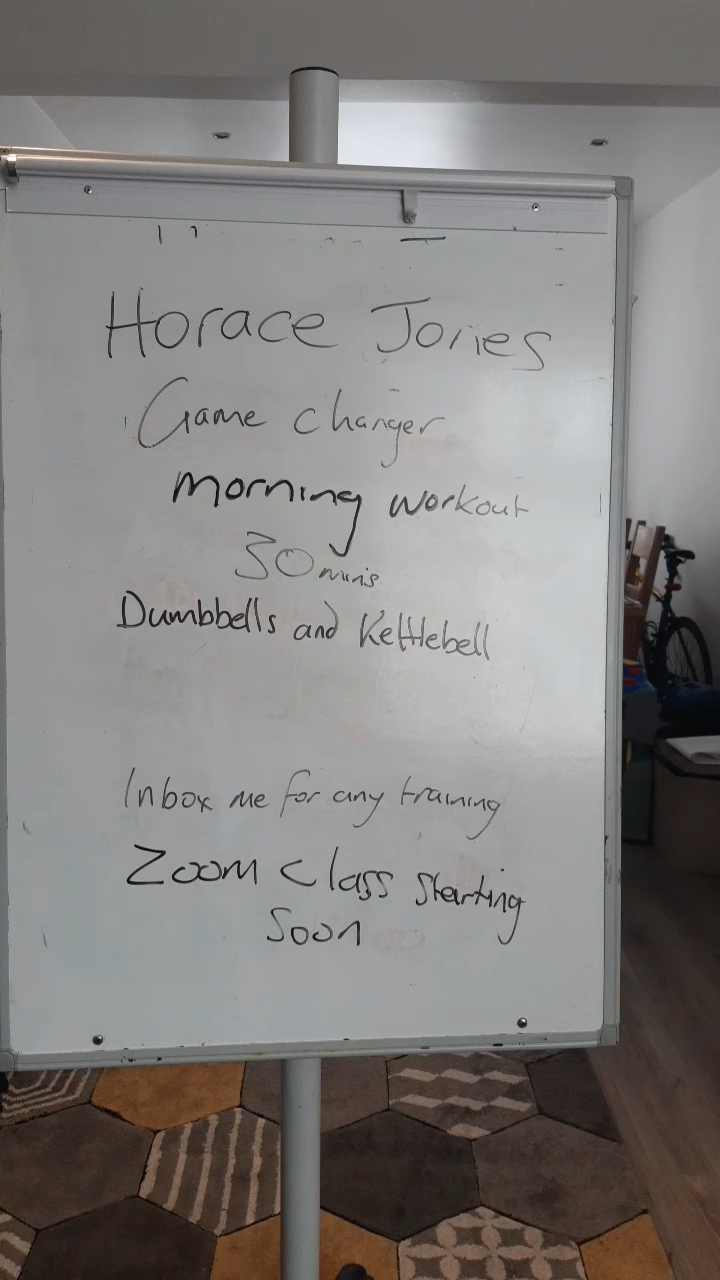 Horace Jones
Game changer
morning workout
30 mins
Dumbbells and Kettlebell
Inbox me for any training
Zoom class starting
soon